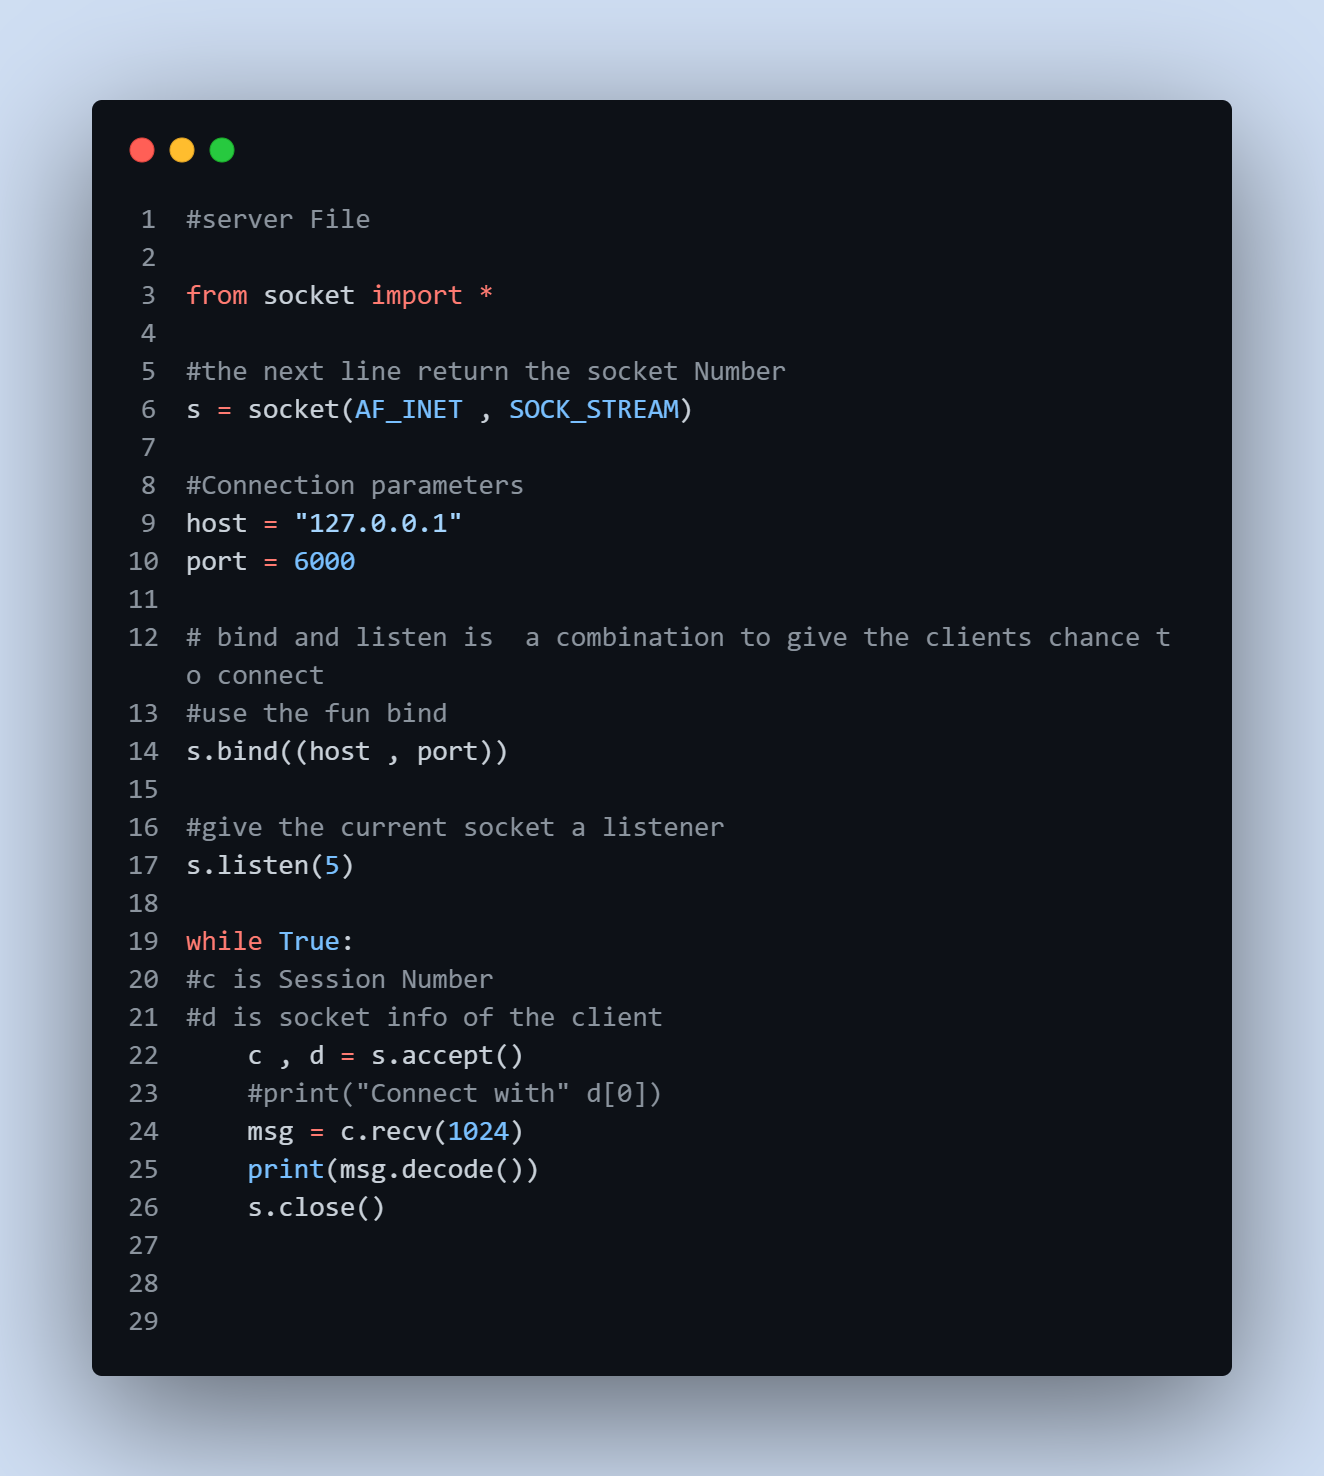 1 #server File
2
3 from socket import *
4
5 #the next line return the socket Number
6 s = socket(AF_INET , SOCK_STREAM)
7
8 #Connection parameters
9 host = "127.0.0.1"
10 port = 6000
11
12 # bind and listen is  a combination to give the clients chance t
o connect
13 #use the fun bind
14 s.bind((host , port))
15
16 #give the current socket a listener
17 s.listen(5)
18
19 while True:
20 #c is Session Number
21 #d is socket info of the client
22     c , d = s.accept()
23     #print("Connect with" d[0])
24     msg = c.recv(1024)
25     print(msg.decode())
26     s.close()
27
28
29